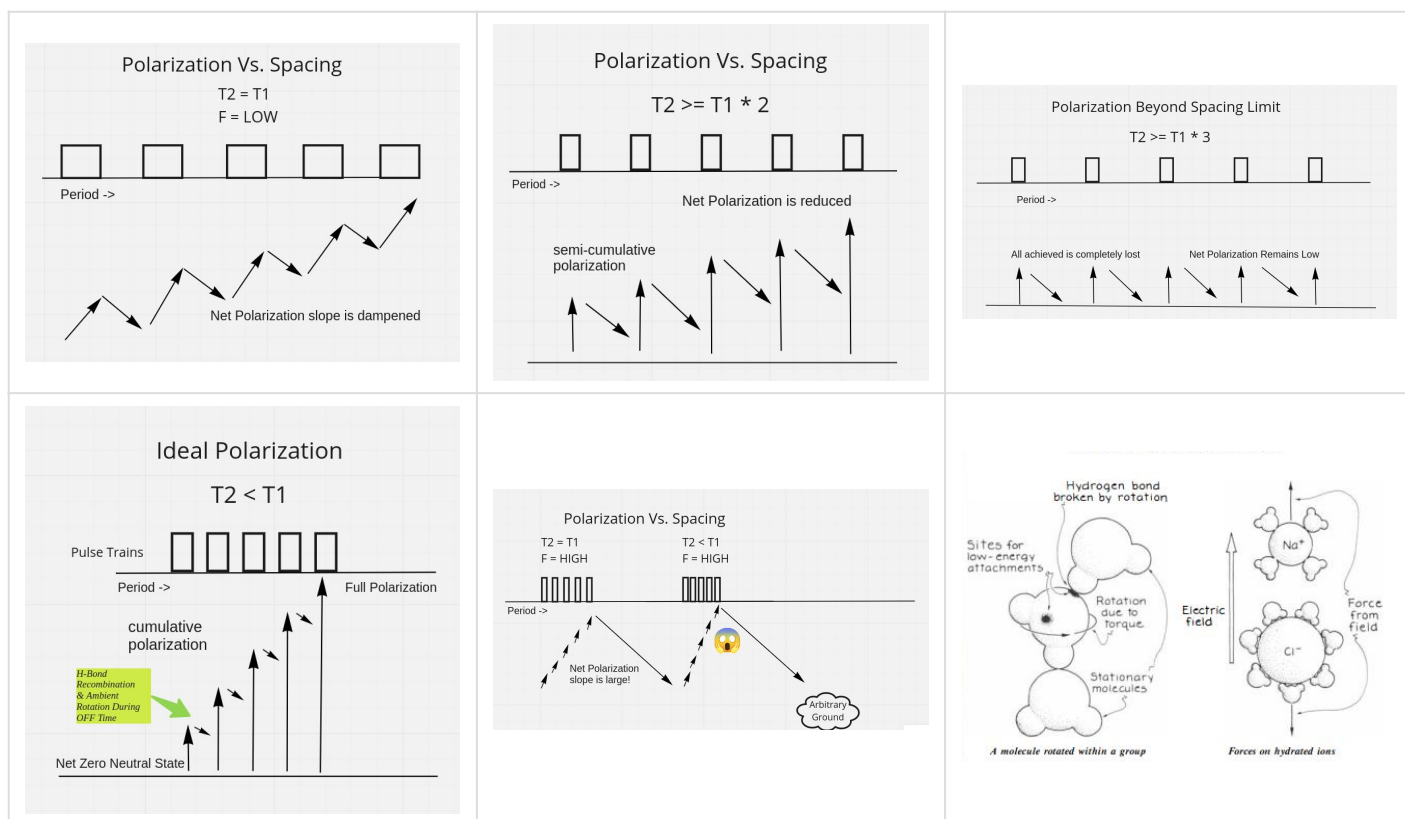 Polarization Vs. Spacing
T2 = T1
F = LOW
Period ->
Net Polarization slope is dampened
Polarization Vs. Spacing
T2 >= T1 * 2
Period ->
Net Polarization is reduced
semi-cumulative
polarization
Polarization Beyond Spacing Limit
T2 >= T1 * 3
Period ->
All achieved is completely lost
Net Polarization Remains Low
Ideal Polarization
T2 < T1
Pulse Trains
Period ->
Full Polarization
cumulative
polarization
H-Bond
Recombination
& Ambient
Rotation During
OFF Time
Net Zero Neutral State
Polarization Vs. Spacing
T2 = T1
F = HIGH
T2 < T1
F = HIGH
Period ->
Net Polarization
slope is large!
Arbitrary
Ground
Hydrogen bond
broken by rotation
Sites for
low-energy
attachments
Rotation
due to
torque
Stationary
molecules
A molecule rotated within a group
Na+
Electric
field
Force
from
field
Cl−
Forces on hydrated ions